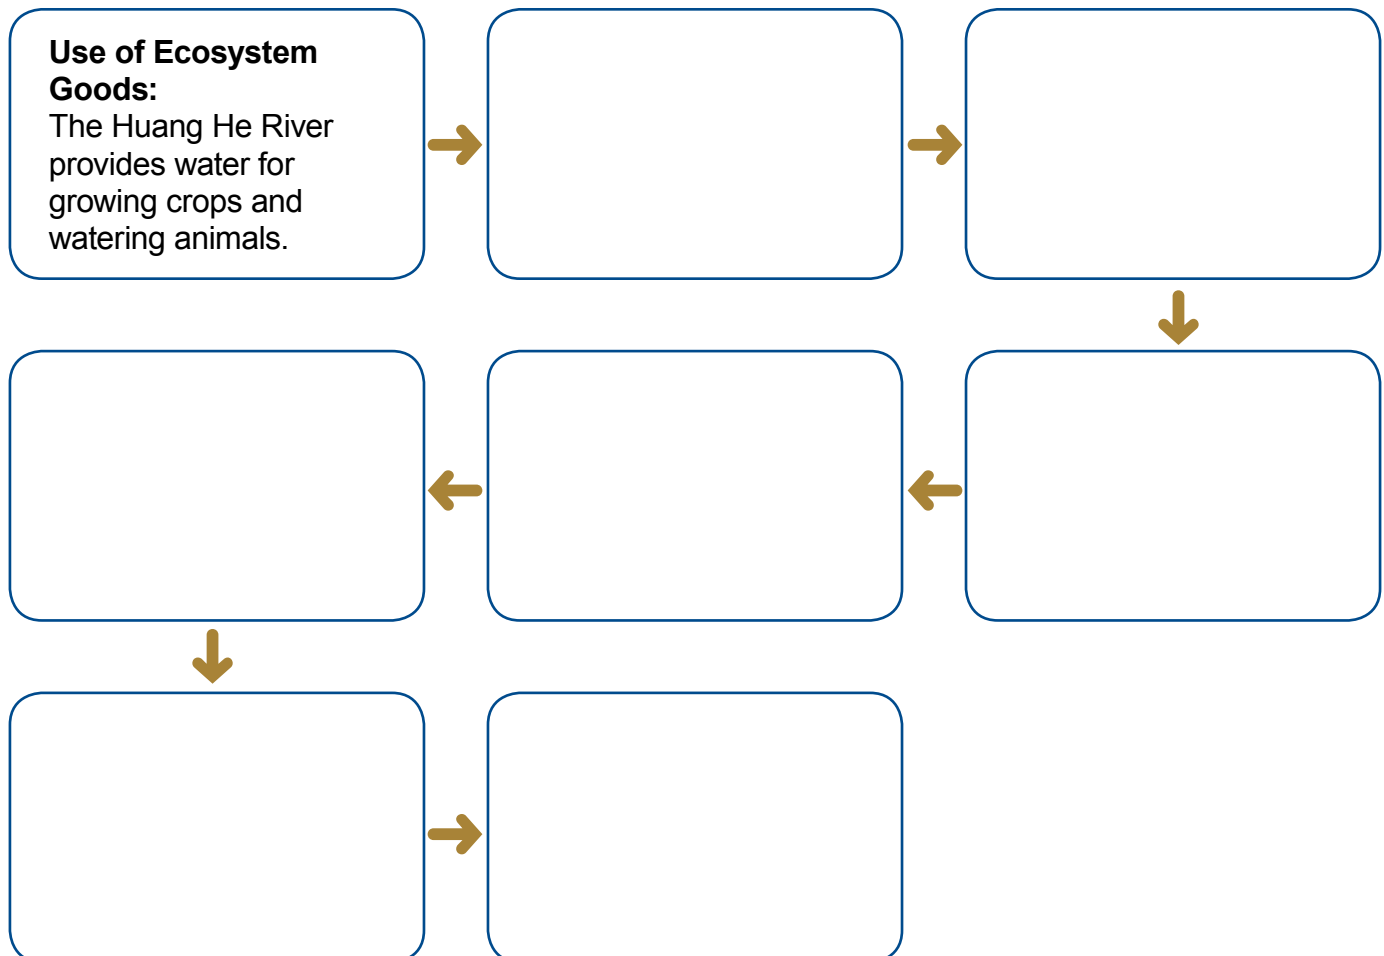 Use of Ecosystem
Goods:
The Huang He River
provides water for
growing crops and
watering animals.